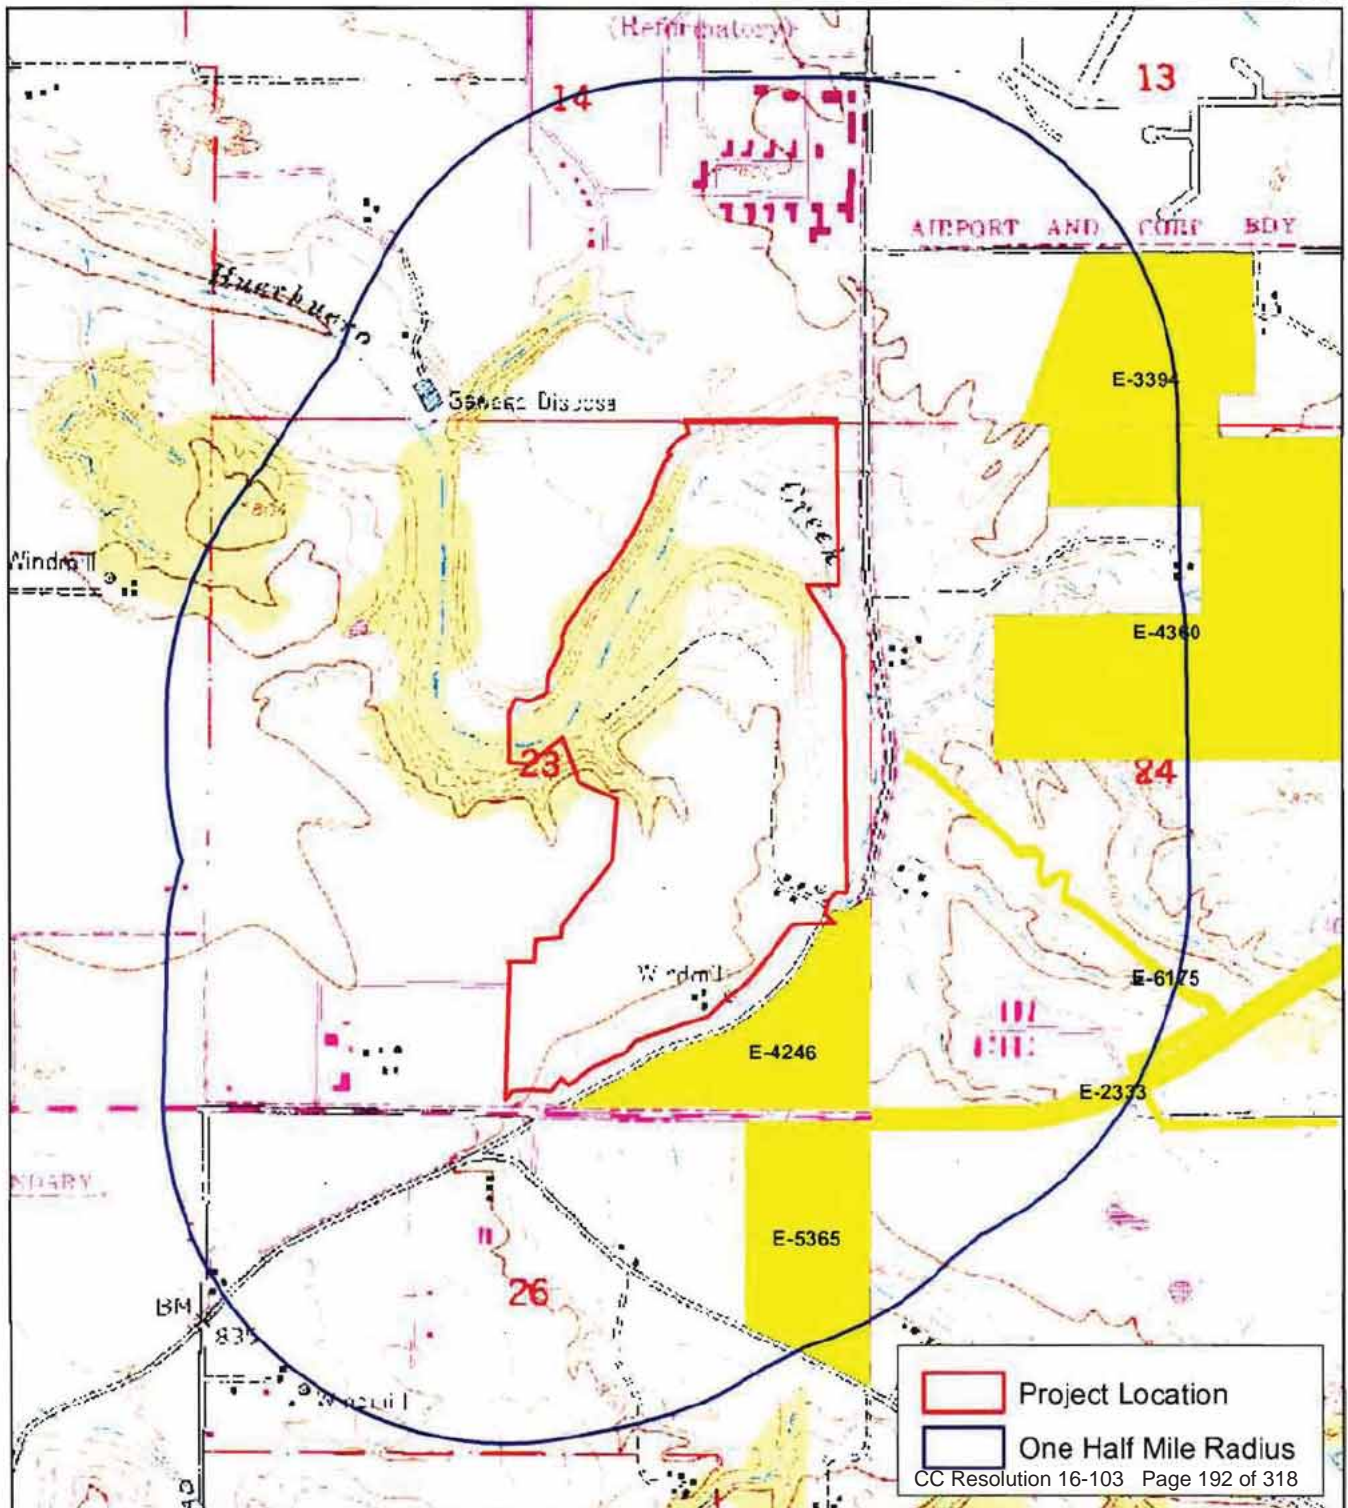 (Reformatory)
14
13
AIRPORT AND CORP BDY
E-3394
Windmill
Creek
E-4360
23
24
E-6175
Windmill
E-4246
E-2333
E-5365
26
BM
835
Windmill
Project Location
One Half Mile Radius
CC Resolution 16-103 Page 192 of 318